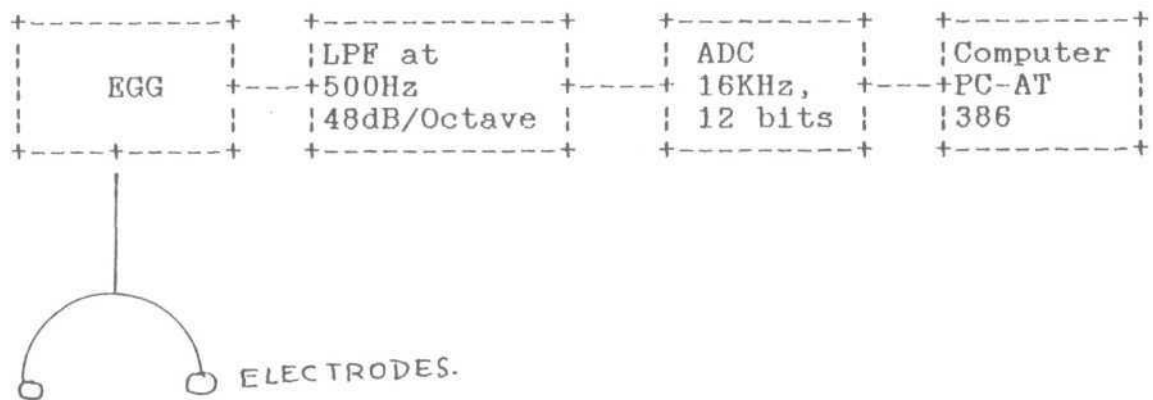 LPF at
EGG 500Hz
48dB/Octave
ADC
16KHz,
12 bits
Computer
PC-AT
386
ELECTRODES.